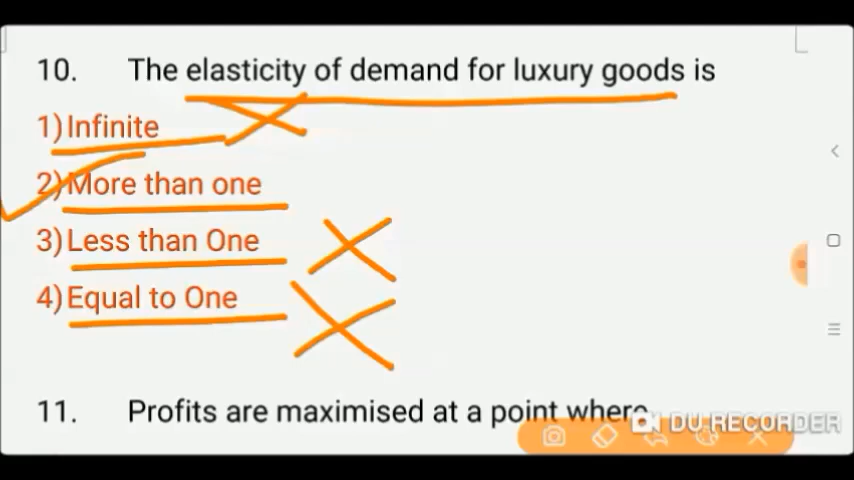 10. The elasticity of demand for luxury goods is
1) Infinite
2) More than one
3) Less than One
4) Equal to One
11. Profits are maximised at a point where
DU RECORDER